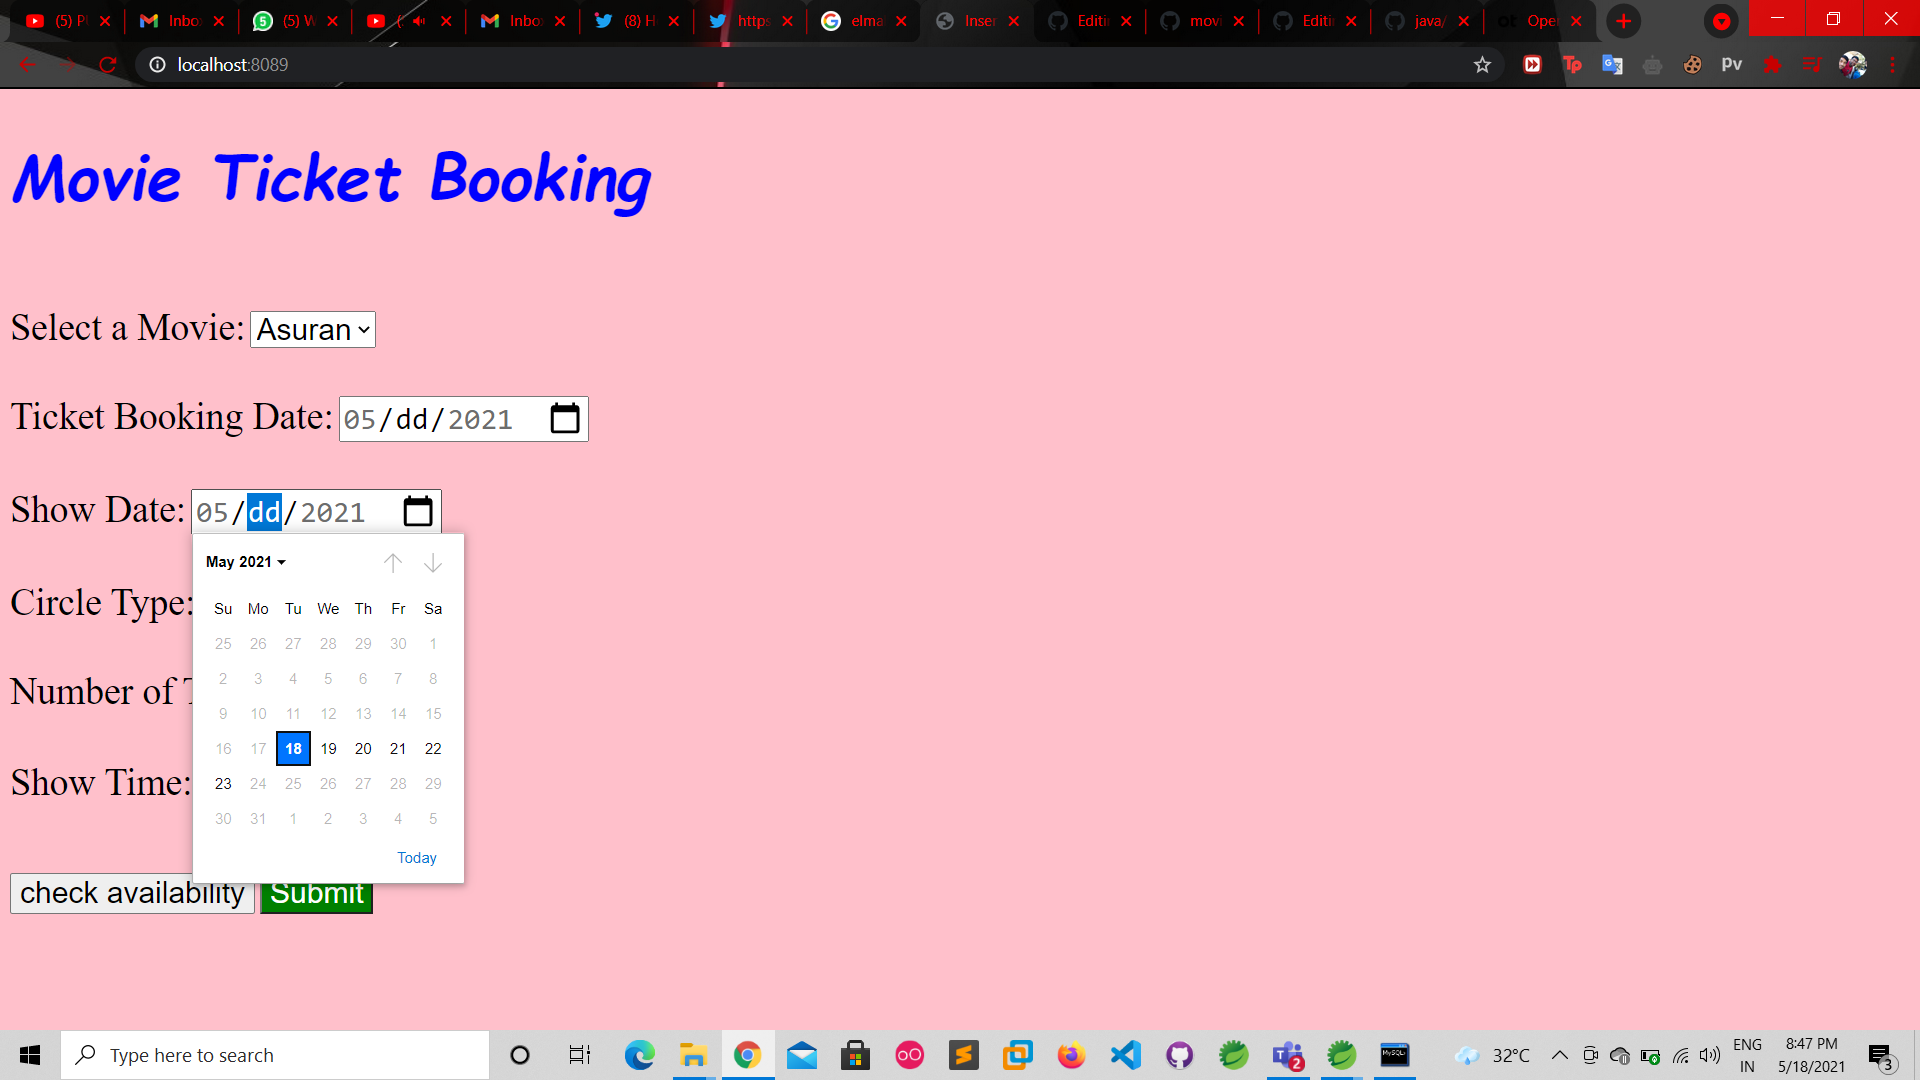 (5) P
Inbo
(5) W
Inbo
(8) H
https
elma
Inser
Editi
movi
Editi
java/
Ope
localhost:8089
Pv
Movie Ticket Booking
Select a Movie: Asuran
Ticket Booking Date: 05/dd/2021
Show Date: 05/dd/2021
May 2021
Su Mo Tu We Th Fr Sa
25 26 27 28 29 30 1
2 3 4 5 6 7 8
9 10 11 12 13 14 15
16 17 18 19 20 21 22
23 24 25 26 27 28 29
30 31 1 2 3 4 5
Today
Circle Type:
Number of
Show Time:
check availability Submit
Type here to search
32°C
ENG
IN
8:47 PM
5/18/2021
3